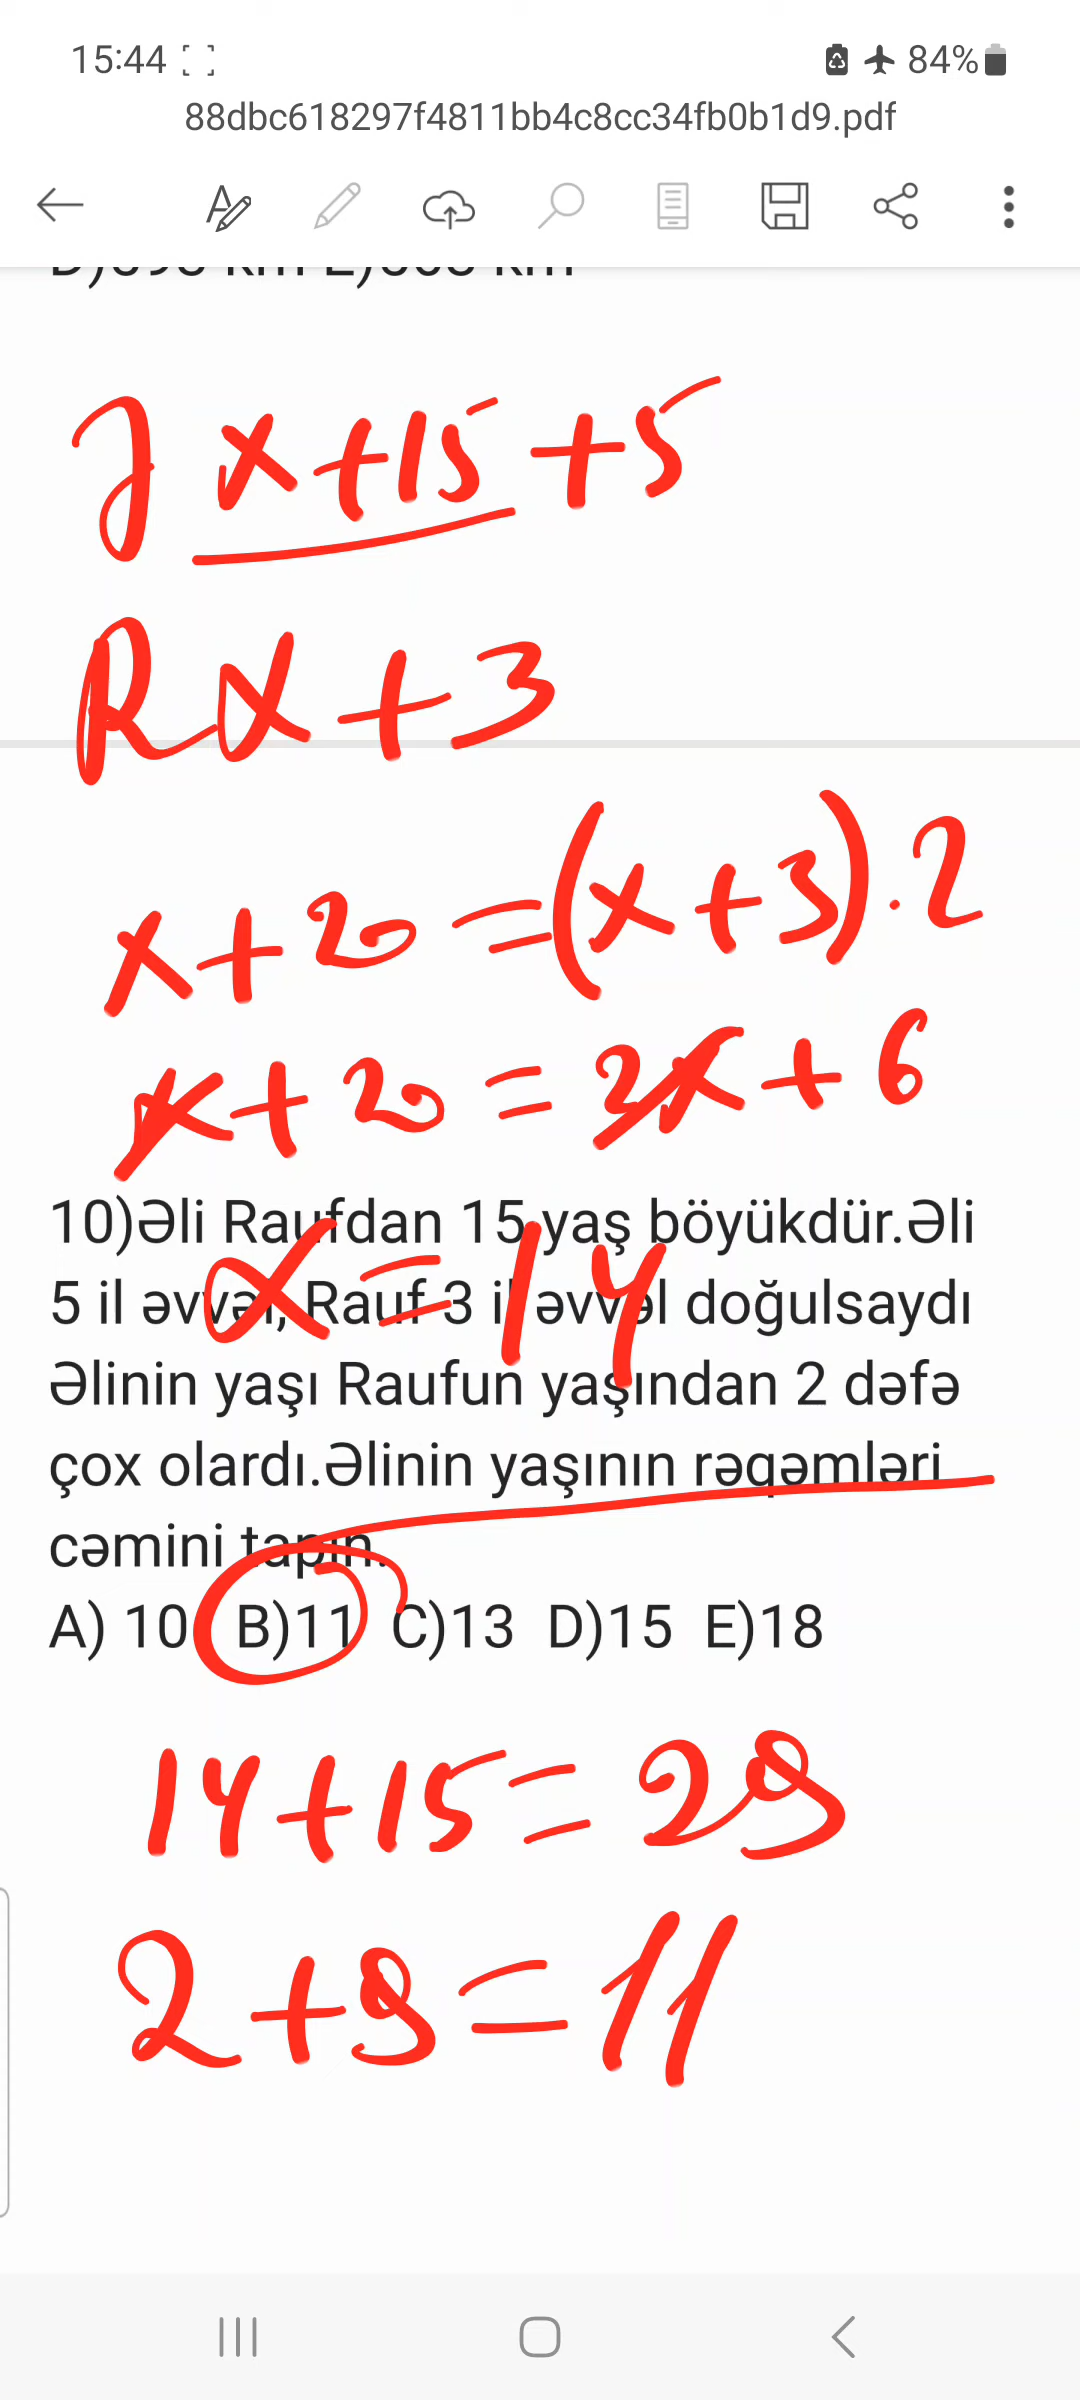 15:44 84%
88dbc618297f4811bb4c8cc34fb0b1d9.pdf
x+15+5
R x+3
x+20=(x+3).2
x+20=2x+6
10)Əli Raufdan 15 yaş böyükdür.Əli
x=14
5 il əvvəl, Rauf 3 il əvvəl doğulsaydı
Əlinin yaşı Raufun yaşından 2 dəfə
çox olardı.Əlinin yaşının rəqəmləri
cəmini tapın.
A) 10 B)11 C)13 D)15 E)18
14+15=29
2+9=11